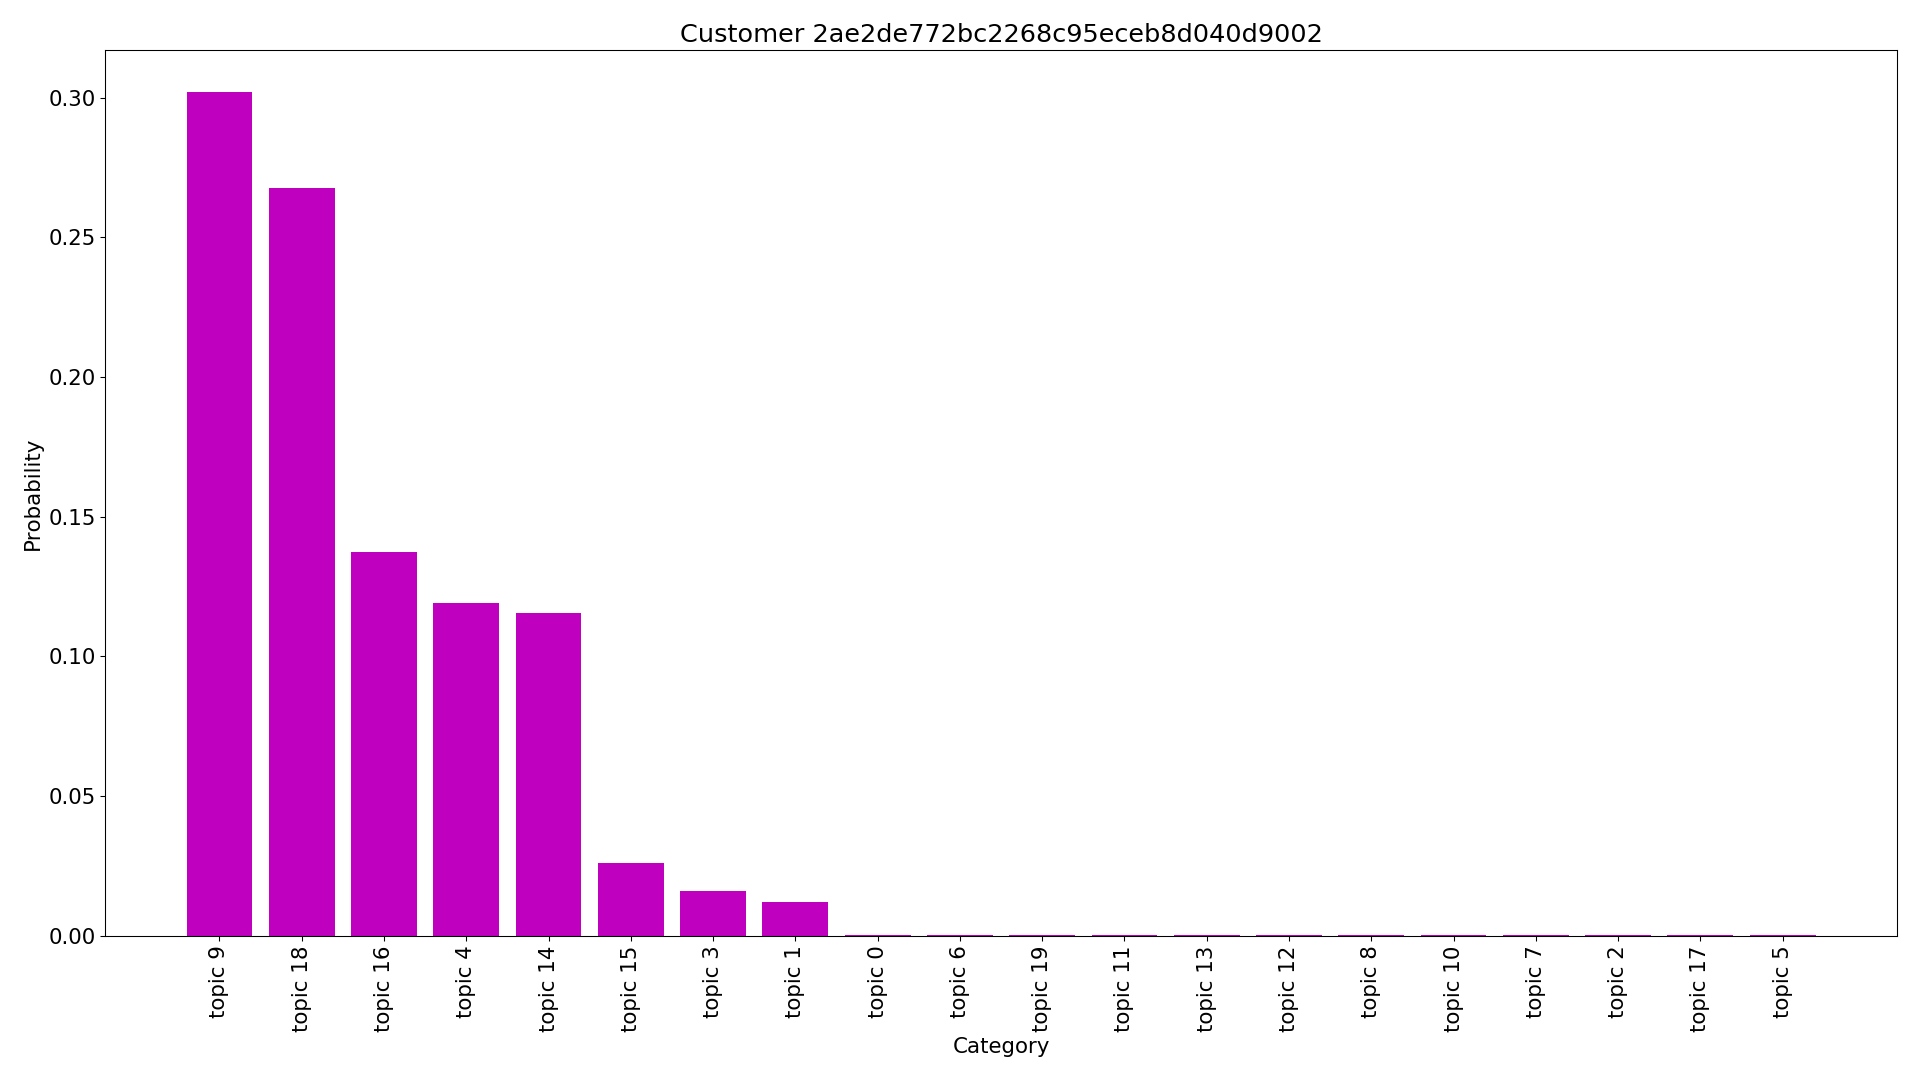 Customer 2ae2de772bc2268c95eceb8d040d9002
Probability
0.30
0.25
0.20
0.15
0.10
0.05
0.00
topic 9
topic 18
topic 16
topic 4
topic 14
topic 15
topic 3
topic 1
topic 0
topic 6
topic 19
topic 11
topic 13
topic 12
topic 8
topic 10
topic 7
topic 2
topic 17
topic 5
Category